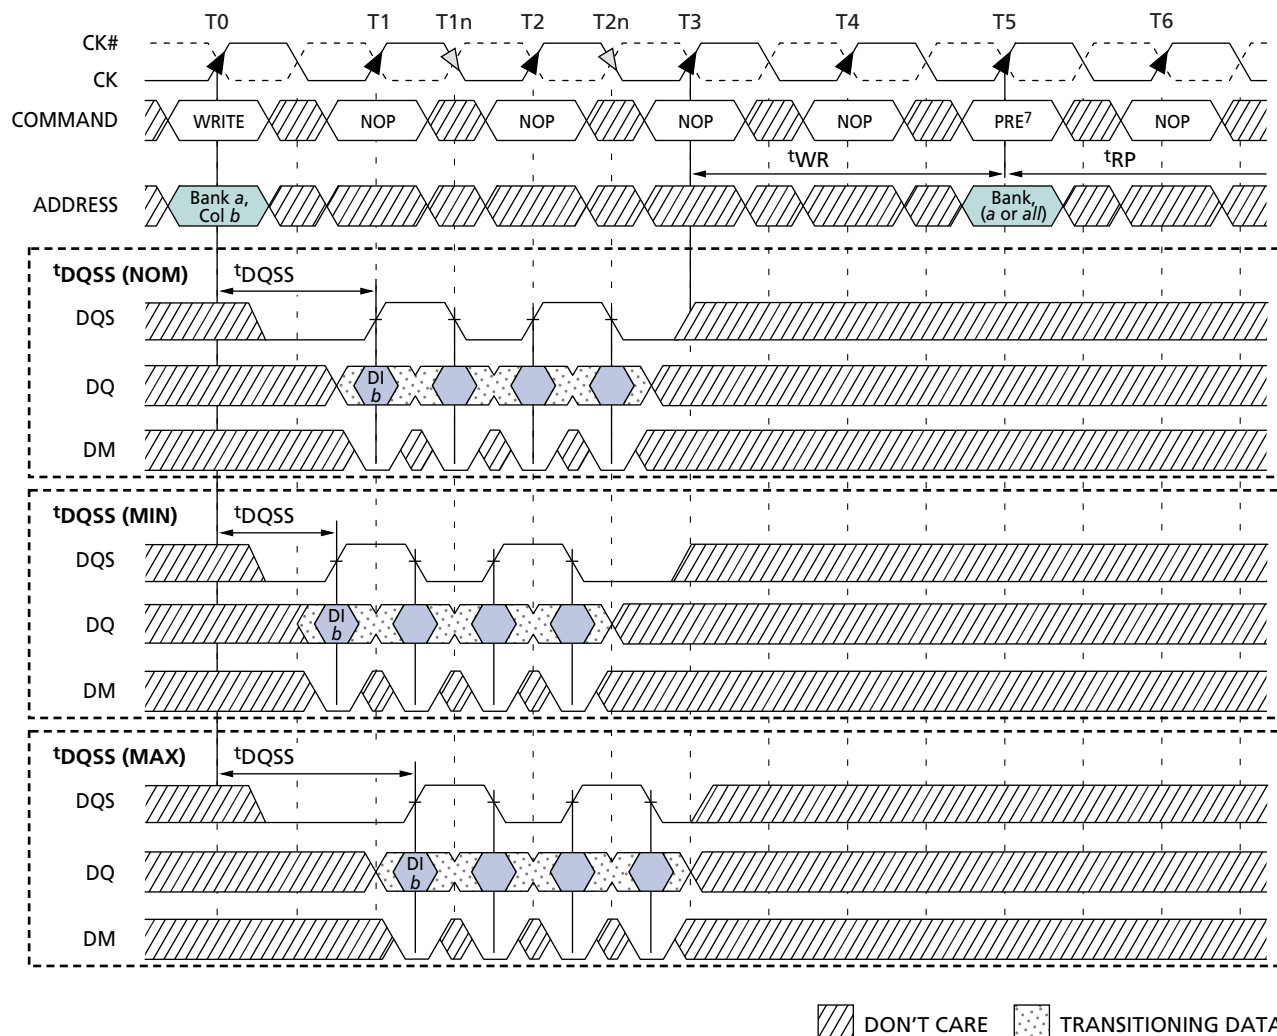 T0 T1 T1n T2 T2n T3 T4 T5 T6
CK#
CK
COMMAND WRITE NOP NOP NOP NOP PRE7 NOP
tWR tRP
ADDRESS Bank a, Col b Bank, (a or all)
tDQSS (NOM) tDQSS
DQS
DQ DI b
DM
tDQSS (MIN) tDQSS
DQS
DQ DI b
DM
tDQSS (MAX) tDQSS
DQS
DQ DI b
DM
DON'T CARE TRANSITIONING DATA